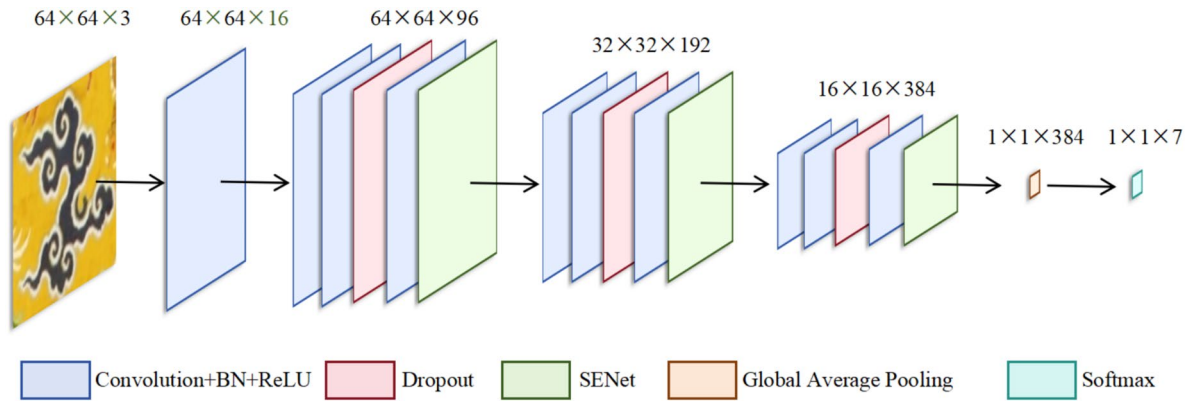 64×64×3
64×64×16
64×64×96
32×32×192
16×16×384
1×1×384
1×1×7
Convolution+BN+ReLU
Dropout
SENet
Global Average Pooling
Softmax